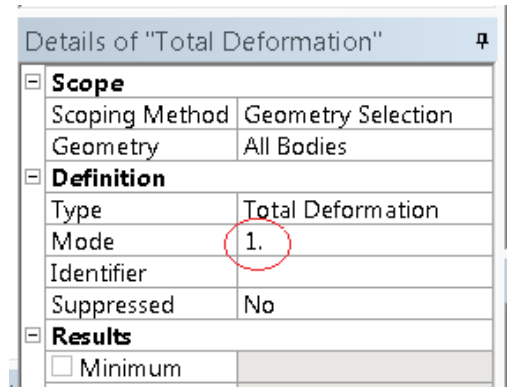 Details of "Total Deformation"
Scope
Scoping Method Geometry Selection
Geometry All Bodies
Definition
Type Total Deformation
Mode 1.
Identifier
Suppressed No
Results
Minimum